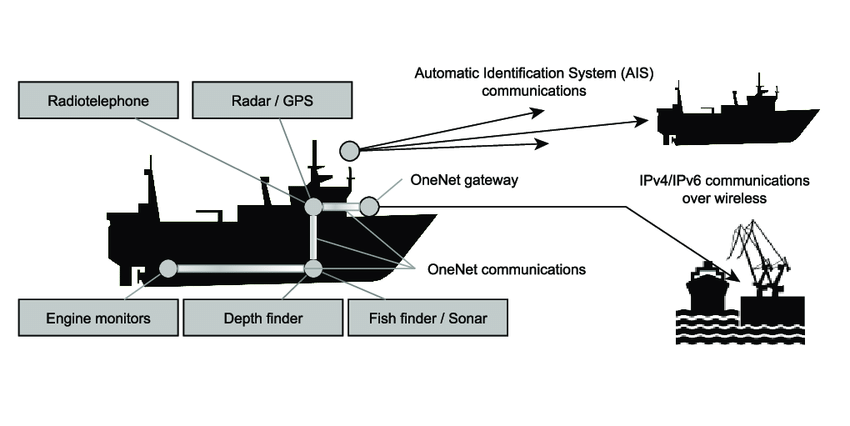 Automatic Identification System (AIS)
communications
Radiotelephone
Radar / GPS
OneNet gateway
IPv4/IPv6 communications
over wireless
OneNet communications
Engine monitors
Depth finder
Fish finder / Sonar